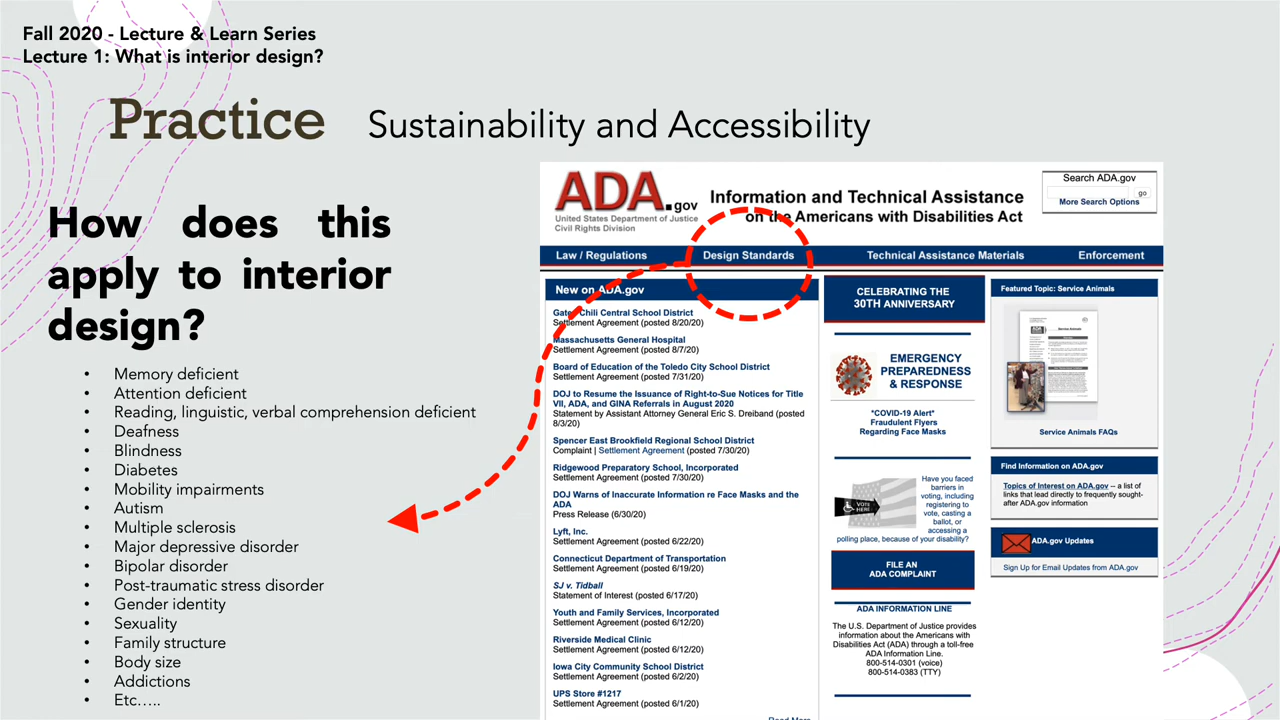 Fall 2020 - Lecture & Learn Series
Lecture 1: What is interior design?
Practice Sustainability and Accessibility
How does this
apply to interior
design?
• Memory deficient
• Attention deficient
• Reading, linguistic, verbal comprehension deficient
• Deafness
• Blindness
• Diabetes
• Mobility impairments
• Autism
• Multiple sclerosis
• Major depressive disorder
• Bipolar disorder
• Post-traumatic stress disorder
• Gender identity
• Sexuality
• Family structure
• Body size
• Addictions
• Etc.....
ADA.gov
United States Department of Justice
Civil Rights Division
Information and Technical Assistance
on the Americans with Disabilities Act
Search ADA.gov
go
More Search Options
Law / Regulations
Design Standards
Technical Assistance Materials
Enforcement
New on ADA.gov
Gates Chili Central School District
Settlement Agreement (posted 8/20/20)
Massachusetts General Hospital
Settlement Agreement (posted 8/7/20)
Board of Education of the Toledo City School District
Settlement Agreement (posted 7/31/20)
DOJ to Resume the Issuance of Right-to-Sue Notices for Title
VII, ADA, and GINA Referrals in August 2020
Statement by Assistant Attorney General Eric S. Dreiband (posted
8/3/20)
Spencer East Brookfield Regional School District
Complaint | Settlement Agreement (posted 7/30/20)
Ridgewood Preparatory School, Incorporated
Settlement Agreement (posted 7/30/20)
DOJ Warns of Inaccurate Information re Face Masks and the
ADA
Press Release (6/30/20)
Lyft, Inc.
Settlement Agreement (posted 6/22/20)
Connecticut Department of Transportation
Settlement Agreement (posted 6/19/20)
SJ v. Tidball
Statement of Interest (posted 6/17/20)
Youth and Family Services, Incorporated
Settlement Agreement (posted 6/12/20)
Riverside Medical Clinic
Settlement Agreement (posted 6/12/20)
Iowa City Community School District
Settlement Agreement (posted 6/2/20)
UPS Store #1217
Settlement Agreement (posted 6/1/20)
Read More
CELEBRATING THE
30TH ANNIVERSARY
EMERGENCY
PREPAREDNESS
& RESPONSE
*COVID-19 Alert*
Fraudulent Flyers
Regarding Face Masks
VOTE
HERE
Have you faced
barriers in
voting, including
registering to
vote, casting a
ballot, or
accessing a
polling place, because of your disability?
FILE AN
ADA COMPLAINT
ADA INFORMATION LINE
The U.S. Department of Justice provides
information about the Americans with
Disabilities Act (ADA) through a toll-free
ADA Information Line.
800-514-0301 (voice)
800-514-0383 (TTY)
Featured Topic: Service Animals
Service Animals FAQs
Find Information on ADA.gov
Topics of Interest on ADA.gov -- a list of
links that lead directly to frequently sought-
after ADA.gov information
ADA.gov Updates
Sign Up for Email Updates from ADA.gov